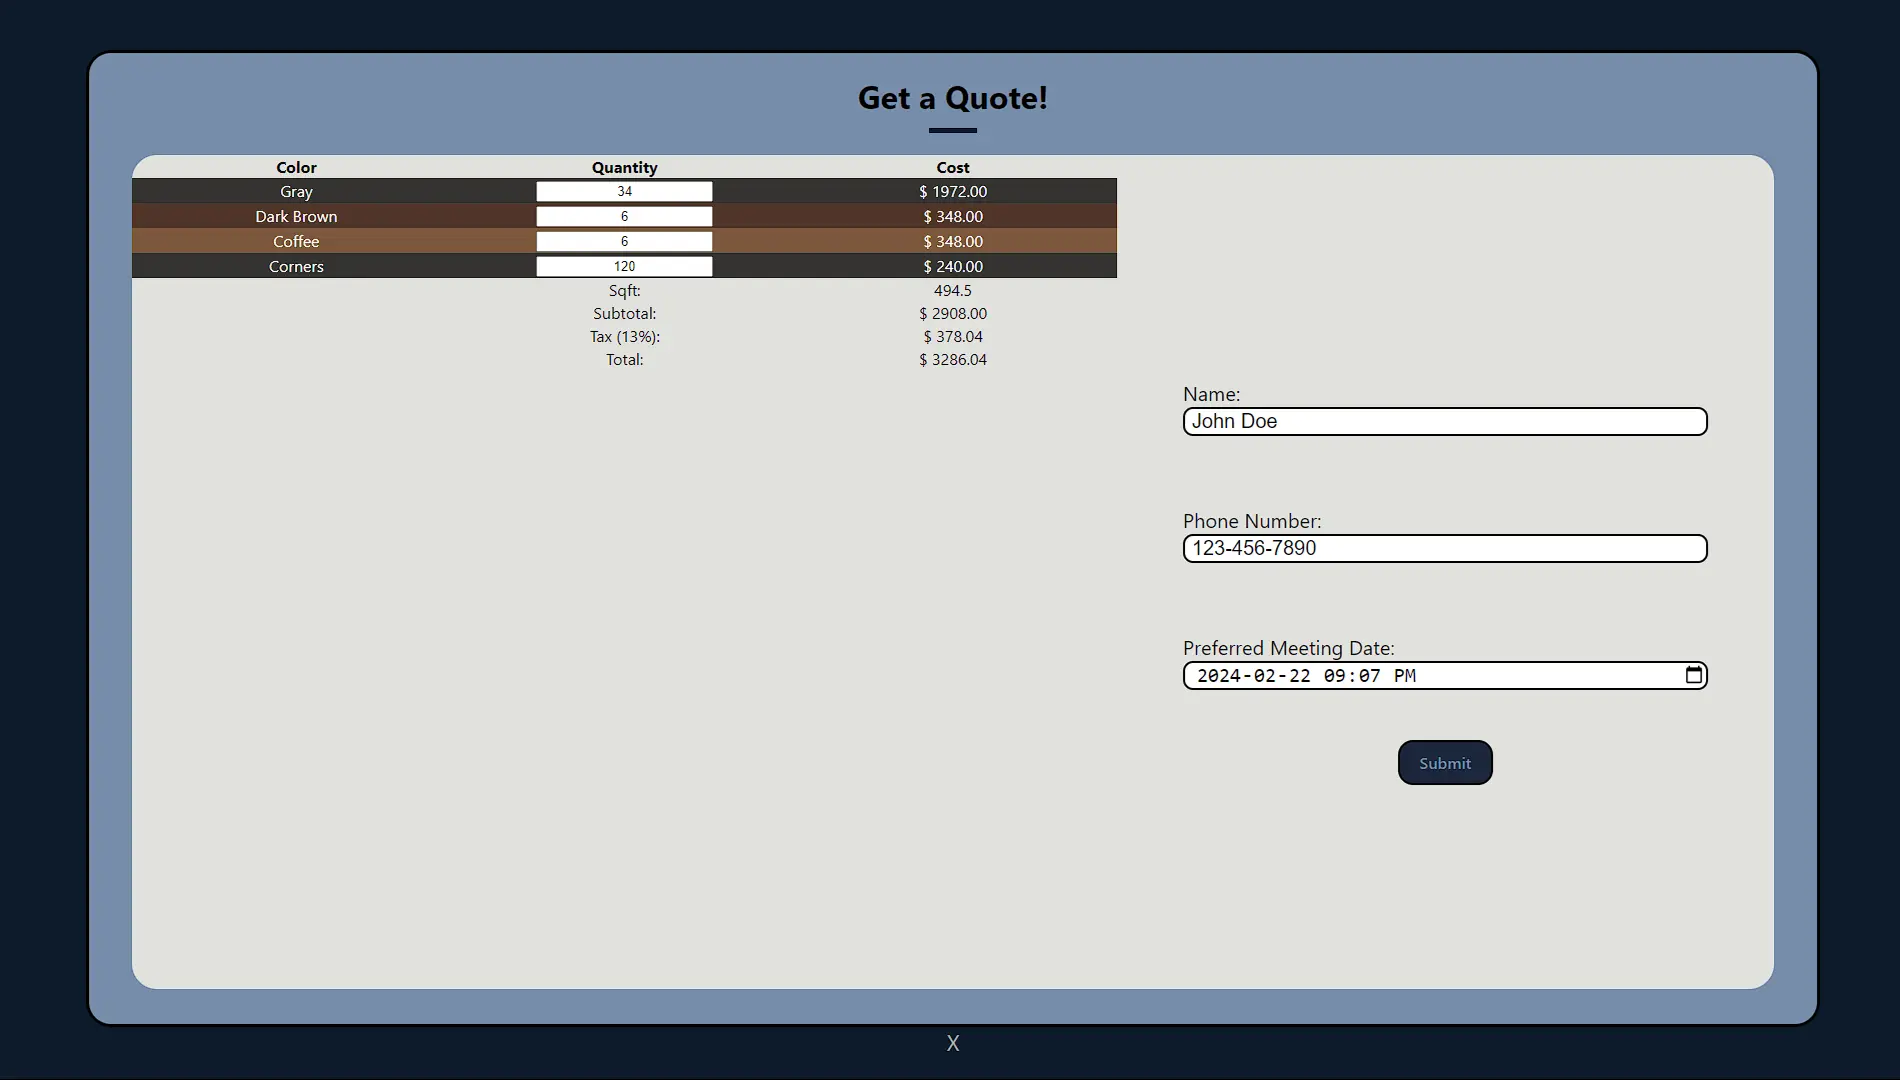 Get a Quote!
Color Quantity Cost
Gray 34 $ 1972.00
Dark Brown 6 $ 348.00
Coffee 6 $ 348.00
Corners 120 $ 240.00
Sqft: 494.5
Subtotal: $ 2908.00
Tax (13%): $ 378.04
Total: $ 3286.04
Name:
John Doe
Phone Number:
123-456-7890
Preferred Meeting Date:
2024-02-22 09:07 PM
Submit
X